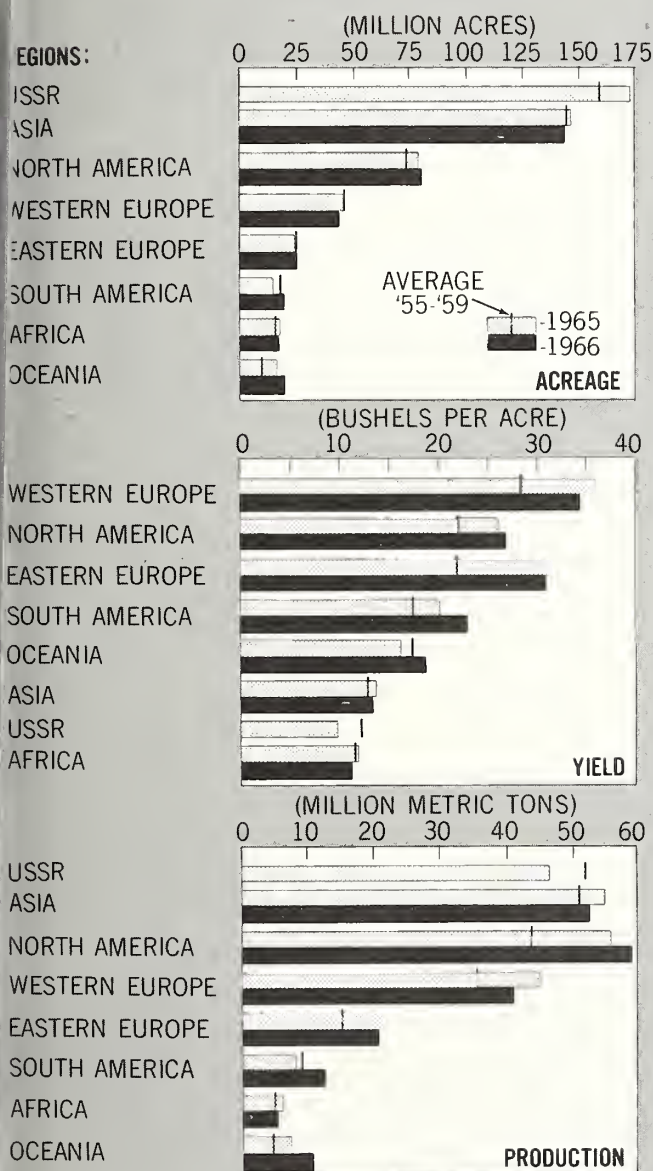 (MILLION ACRES)
EGIONS: 0 25 50 75 100 125 150 175
USSR
ASIA
NORTH AMERICA
WESTERN EUROPE
EASTERN EUROPE
SOUTH AMERICA
AFRICA
OCEANIA
AVERAGE
'55-'59
-1965
-1966
ACREAGE
(BUSHELS PER ACRE)
0 10 20 30 40
WESTERN EUROPE
NORTH AMERICA
EASTERN EUROPE
SOUTH AMERICA
OCEANIA
ASIA
USSR
AFRICA
YIELD
(MILLION METRIC TONS)
0 10 20 30 40 50 60
USSR
ASIA
NORTH AMERICA
WESTERN EUROPE
EASTERN EUROPE
SOUTH AMERICA
AFRICA
OCEANIA
PRODUCTION